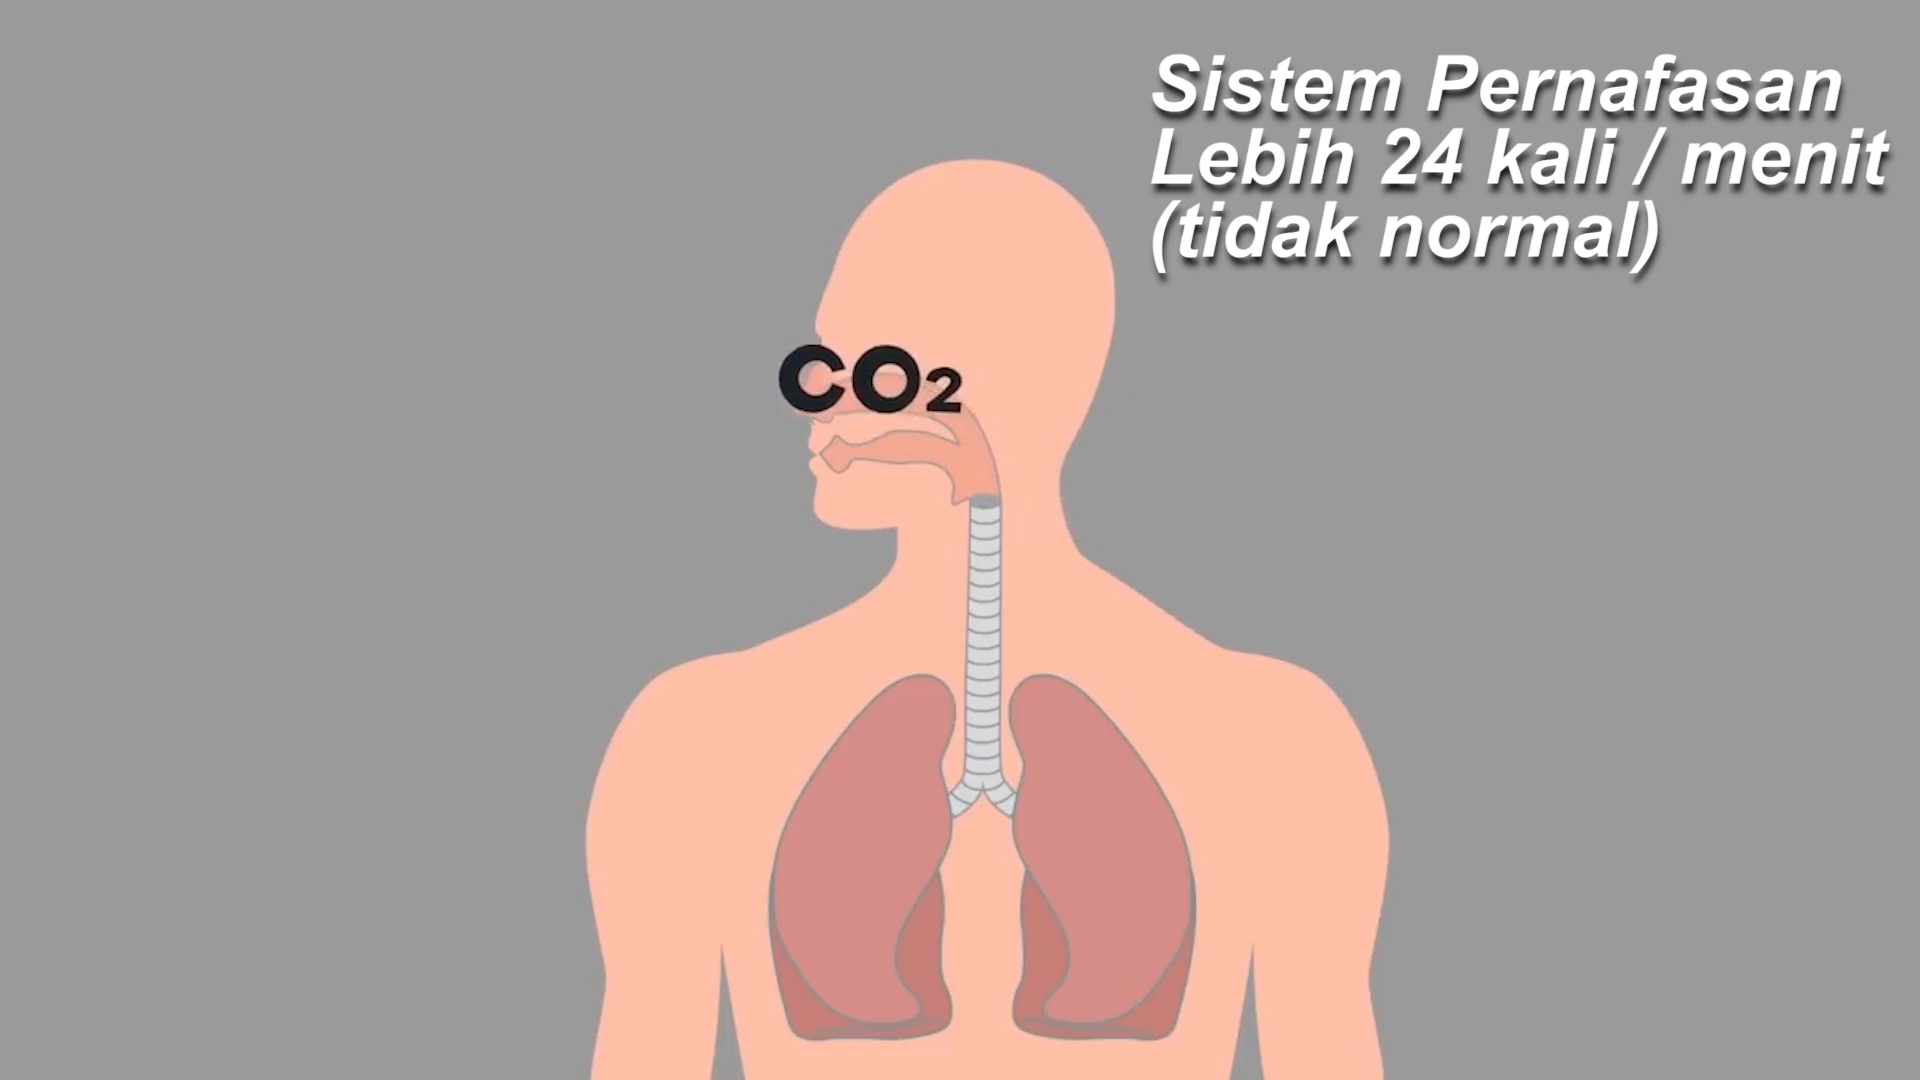 Sistem Pernafasan
Lebih 24 kali / menit
(tidak normal)
CO₂